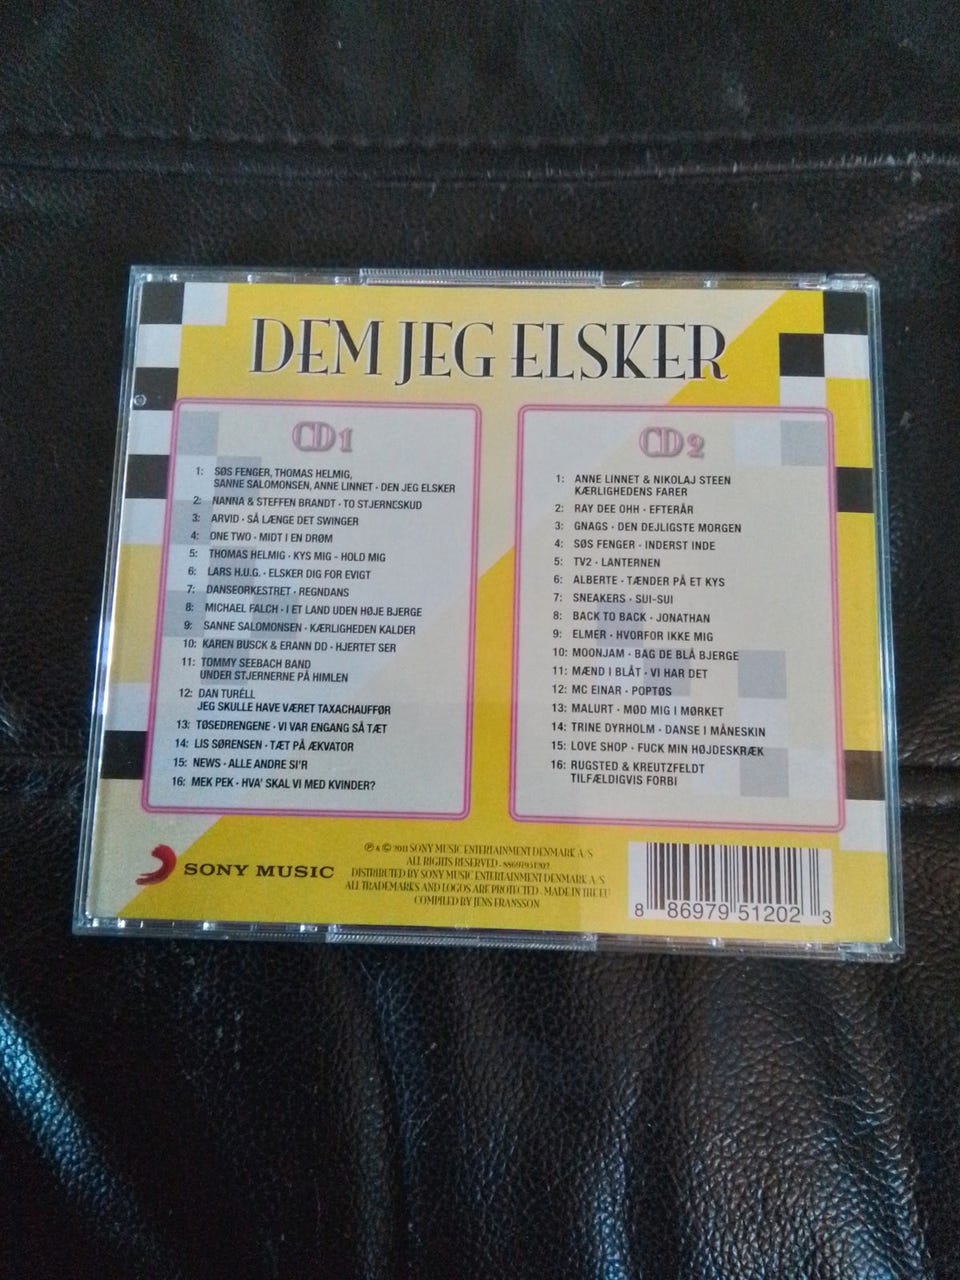 DEM JEG ELSKER
CD 1
1: SØS FENGER, THOMAS HELMIG,
SANNE SALOMONSEN, ANNE LINNET · DEN JEG ELSKER
2: NANNA & STEFFEN BRANDT · TO STJERNESKUD
3: ARVID · SÅ LÆNGE DET SWINGER
4: ONE TWO · MIDT I EN DRØM
5: THOMAS HELMIG · KYS MIG - HOLD MIG
6: LARS H.U.G. · ELSKER DIG FOR EVIGT
7: DANSEORKESTRET · REGNDANS
8: MICHAEL FALCH · I ET LAND UDEN HØJE BJERGE
9: SANNE SALOMONSEN · KÆRLIGHEDEN KALDER
10: KAREN BUSCK & ERANN DD · HJERTET SER
11: TOMMY SEEBACH BAND
UNDER STJERNERNE PÅ HIMLEN
12: DAN TURÉLL
JEG SKULLE HAVE VÆRET TAXACHAUFFØR
13: TØSEDRENGENE · VI VAR ENGANG SÅ TÆT
14: LIS SØRENSEN · TÆT PÅ ÆKVATOR
15: NEWS · ALLE ANDRE SI'R
16: MEK PEK · HVA' SKAL VI MED KVINDER?
CD 2
1: ANNE LINNET & NIKOLAJ STEEN
KÆRLIGHEDENS FARER
2: RAY DEE OHH · EFTERÅR
3: GNAGS · DEN DEJLIGSTE MORGEN
4: SØS FENGER · INDERST INDE
5: TV2 · LANTERNEN
6: ALBERTE · TÆNDER PÅ ET KYS
7: SNEAKERS · SUI-SUI
8: BACK TO BACK · JONATHAN
9: ELMER · HVORFOR IKKE MIG
10: MOONJAM · BAG DE BLÅ BJERGE
11: MÆND I BLÅT · VI HAR DET
12: MC EINAR · POPTØS
13: MALURT · MØD MIG I MØRKET
14: TRINE DYRHOLM · DANSE I MÅNESKIN
15: LOVE SHOP · FUCK MIN HØJDESKRÆK
16: RUGSTED & KREUTZFELDT
TILFÆLDIGVIS FORBI
SONY MUSIC
℗ & © 2011 SONY MUSIC ENTERTAINMENT DENMARK A/S
ALL RIGHTS RESERVED · 88697951202
DISTRIBUTED BY SONY MUSIC ENTERTAINMENT DENMARK A/S
ALL TRADEMARKS AND LOGOS ARE PROTECTED · MADE IN THE EU
COMPILED BY JENS FRANSSON
8 86979 51202 3